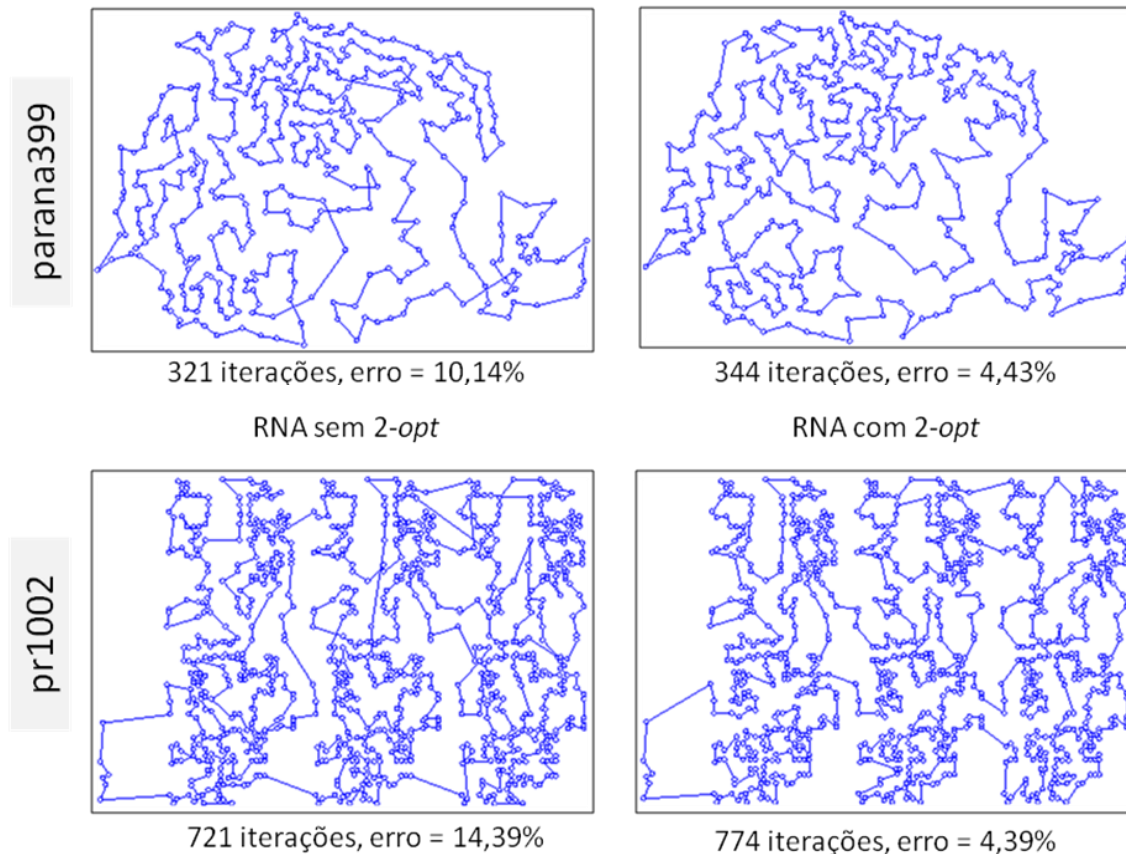 parana399
321 iterações, erro = 10,14%
344 iterações, erro = 4,43%
RNA sem 2-opt
RNA com 2-opt
pr1002
721 iterações, erro = 14,39%
774 iterações, erro = 4,39%